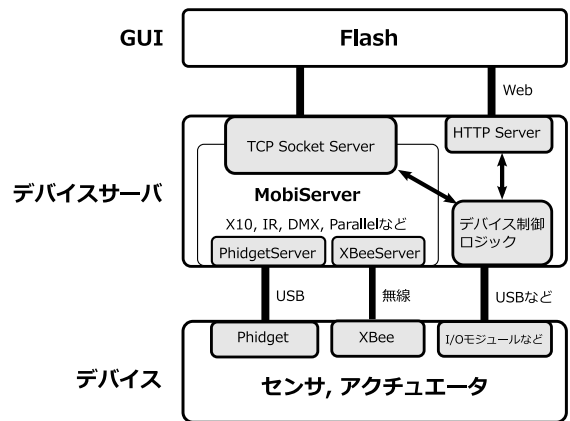 GUI
Flash
Web
TCP Socket Server
HTTP Server
デバイスサーバ
MobiServer
デバイス制御
ロジック
X10, IR, DMX, Parallelなど
PhidgetServer
XBeeServer
USB
無線
USBなど
Phidget
XBee
I/Oモジュールなど
デバイス
センサ, アクチュエータ